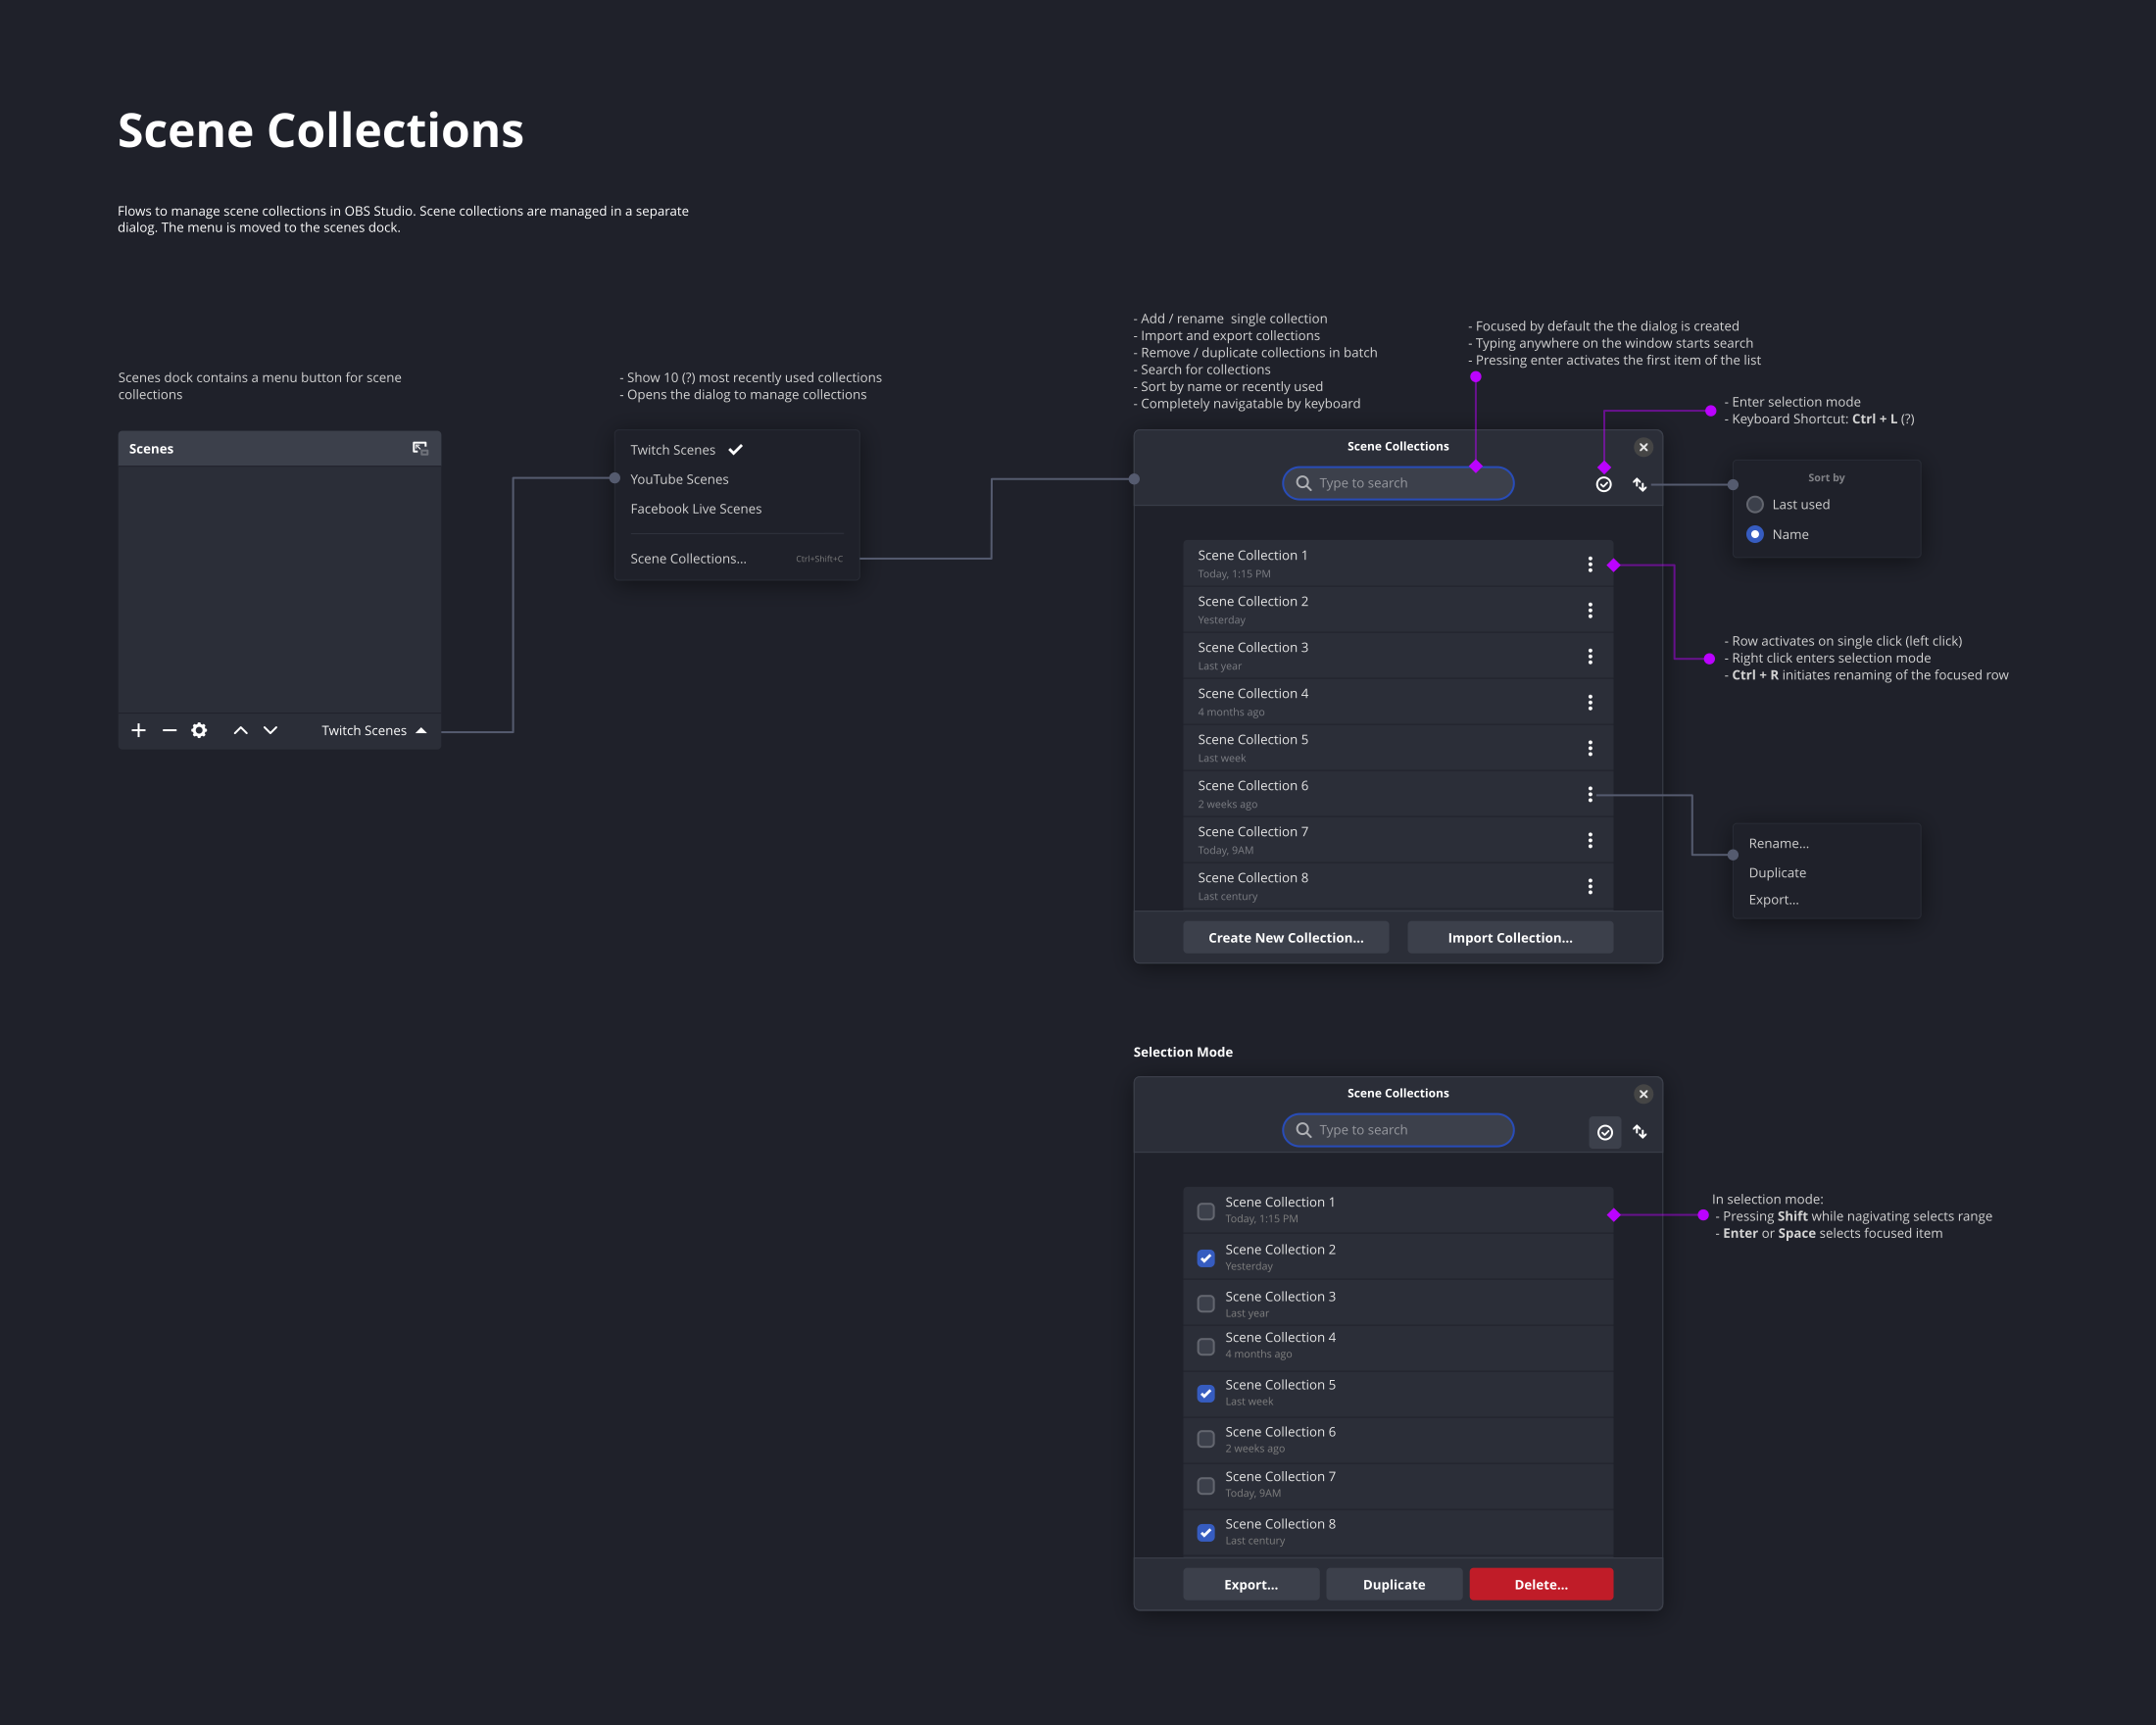 Scene Collections
Flows to manage scene collections in OBS Studio. Scene collections are managed in a separate
dialog. The menu is moved to the scenes dock.
Scenes dock contains a menu button for scene
collections
Scenes
Twitch Scenes
- Show 10 (?) most recently used collections
- Opens the dialog to manage collections
Twitch Scenes
YouTube Scenes
Facebook Live Scenes
Scene Collections...
Ctrl+Shift+C
- Add / rename  single collection
- Import and export collections
- Remove / duplicate collections in batch
- Search for collections
- Sort by name or recently used
- Completely navigatable by keyboard
- Focused by default the the dialog is created
- Typing anywhere on the window starts search
- Pressing enter activates the first item of the list
- Enter selection mode
- Keyboard Shortcut: Ctrl + L (?)
Scene Collections
Type to search
Sort by
Last used
Name
Scene Collection 1
Today, 1:15 PM
Scene Collection 2
Yesterday
Scene Collection 3
Last year
Scene Collection 4
4 months ago
Scene Collection 5
Last week
Scene Collection 6
2 weeks ago
Scene Collection 7
Today, 9AM
Scene Collection 8
Last century
Create New Collection...
Import Collection...
- Row activates on single click (left click)
- Right click enters selection mode
- Ctrl + R initiates renaming of the focused row
Rename...
Duplicate
Export...
Selection Mode
Scene Collections
Type to search
Scene Collection 1
Today, 1:15 PM
Scene Collection 2
Yesterday
Scene Collection 3
Last year
Scene Collection 4
4 months ago
Scene Collection 5
Last week
Scene Collection 6
2 weeks ago
Scene Collection 7
Today, 9AM
Scene Collection 8
Last century
Export...
Duplicate
Delete...
In selection mode:
- Pressing Shift while nagivating selects range
- Enter or Space selects focused item